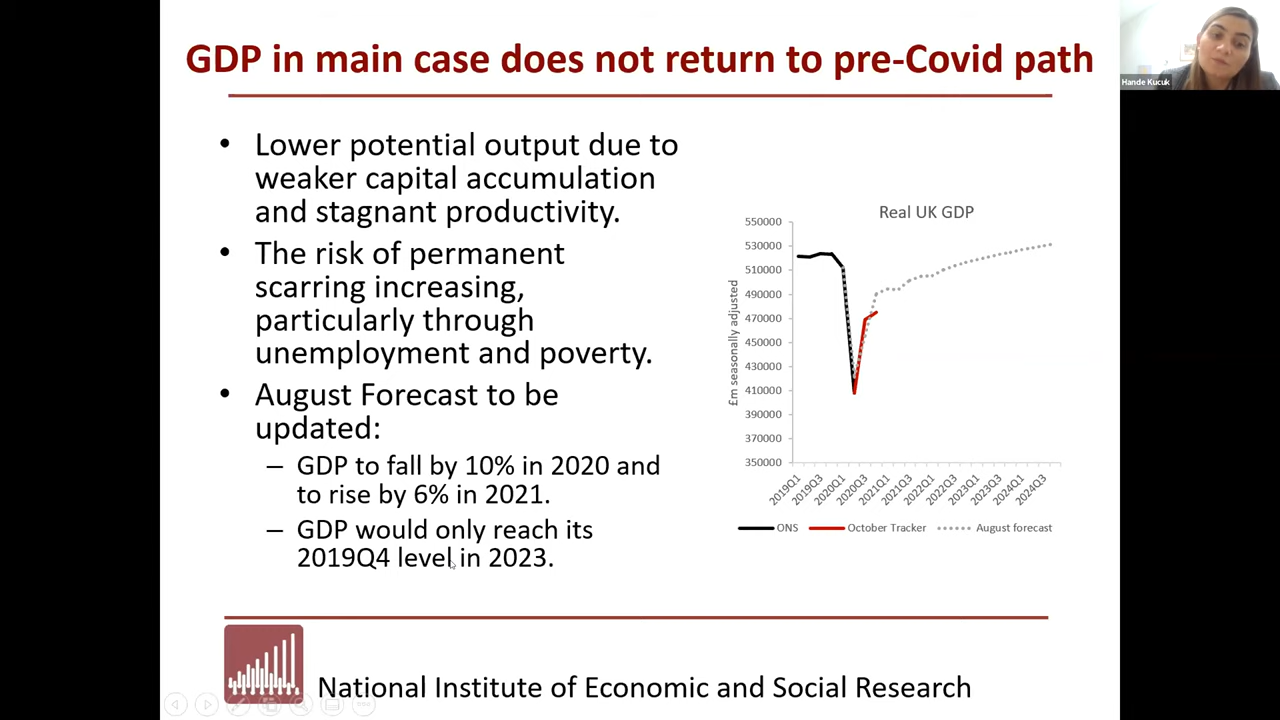 GDP in main case does not return to pre-Covid path
Hande Kucuk
• Lower potential output due to
weaker capital accumulation
and stagnant productivity.
• The risk of permanent
scarring increasing,
particularly through
unemployment and poverty.
• August Forecast to be
updated:
– GDP to fall by 10% in 2020 and
to rise by 6% in 2021.
– GDP would only reach its
2019Q4 level in 2023.
Real UK GDP
£m seasonally adjusted
550000
530000
510000
490000
470000
450000
430000
410000
390000
370000
350000
2019Q1
2019Q3
2020Q1
2020Q3
2021Q1
2021Q3
2022Q1
2022Q3
2023Q1
2023Q3
2024Q1
2024Q3
ONS
October Tracker
August forecast
National Institute of Economic and Social Research